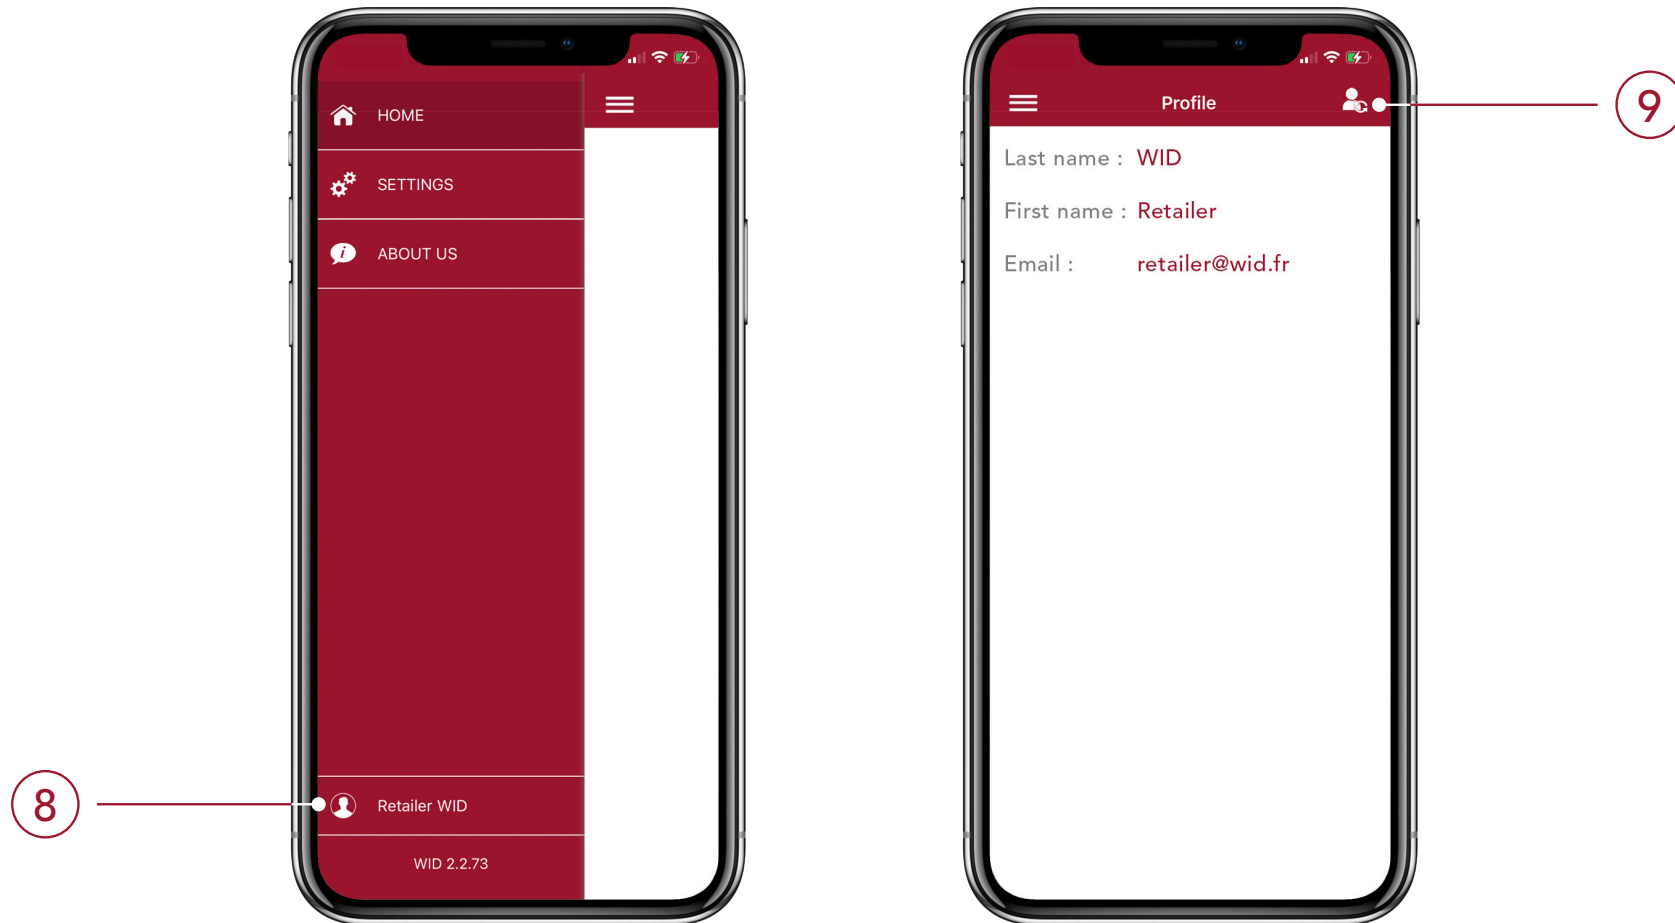 HOME
SETTINGS
ABOUT US
8
Retailer WID
WID 2.2.73
Profile
9
Last name : WID
First name : Retailer
Email : retailer@wid.fr